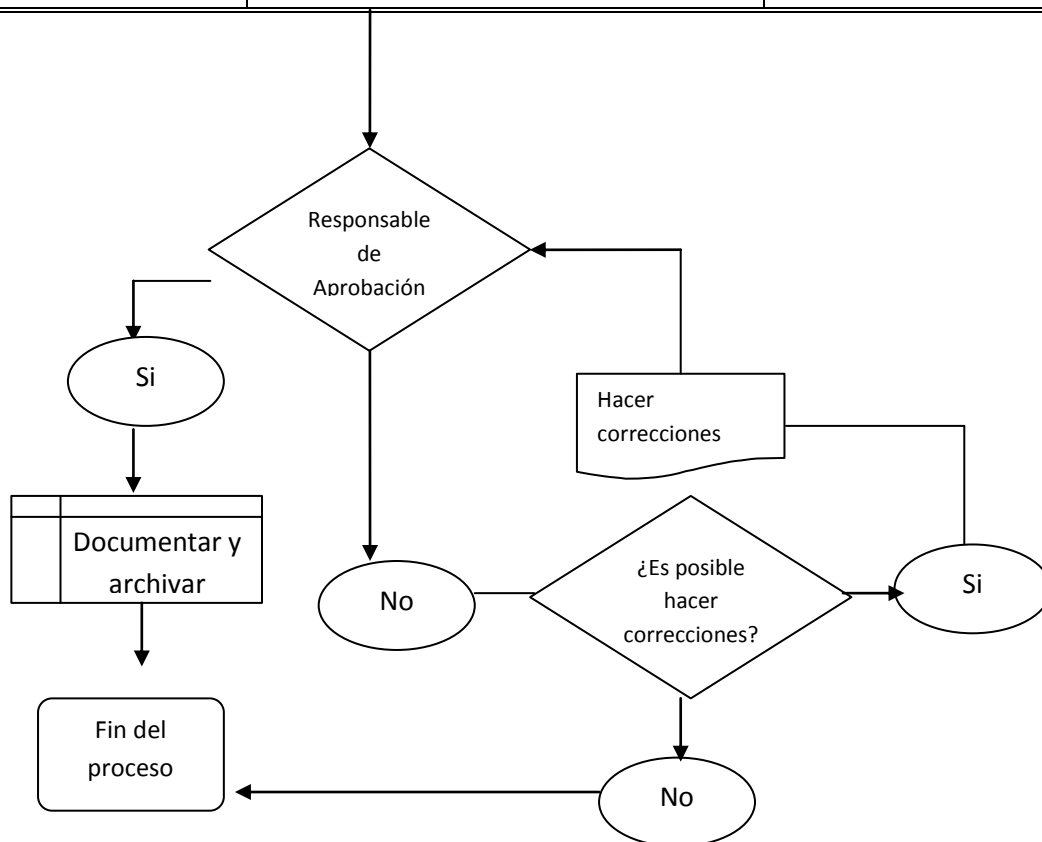 Responsable
de
Aprobación
Si
Hacer
correcciones
Documentar y
archivar
No
¿Es posible
hacer
correcciones?
Si
Fin del
proceso
No